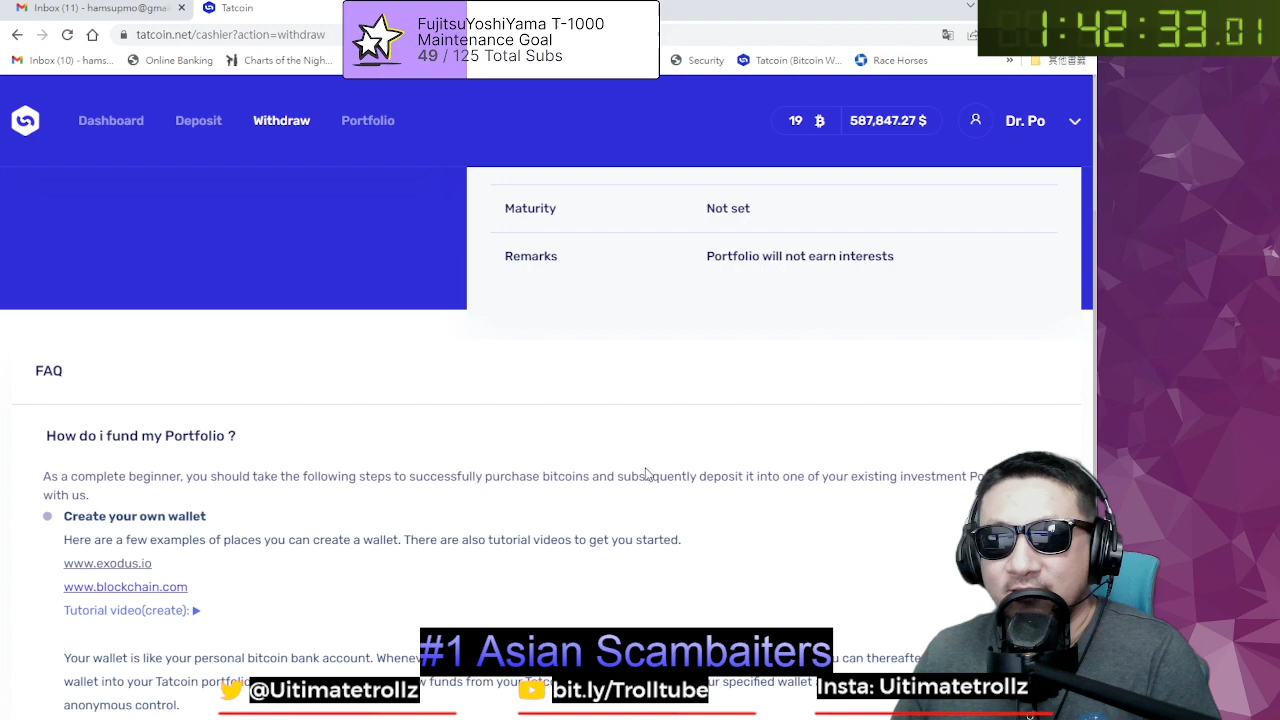 Inbox (11) - hamsupmo@gma
Tatcoin
FujitsuYoshiYama T-1000
Maintenance Goal
49 / 125 Total Subs
1:42:33.01
tatcoin.net/cashier?action=withdraw
Inbox (10) - hams...
Online Banking
Charts of the Nigh...
Security
Tatcoin (Bitcoin W...
Race Horses
»
其他書籤
Dashboard
Deposit
Withdraw
Portfolio
19 ₿
587,847.27 $
Dr. Po
Maturity
Not set
Remarks
Portfolio will not earn interests
FAQ
How do i fund my Portfolio ?
As a complete beginner, you should take the following steps to successfully purchase bitcoins and subsequently deposit it into one of your existing investment
with us.
Create your own wallet
Here are a few examples of places you can create a wallet. There are also tutorial videos to get you started.
www.exodus.io
www.blockchain.com
Tutorial video(create):
#1 Asian Scambaiters
Your wallet is like your personal bitcoin bank account.
can
wallet into your Tatcoin
funds from your
specified wallet
anonymous control.
@Uitimatetrollz
bit.ly/Trolltube
Insta: Uitimatetrollz